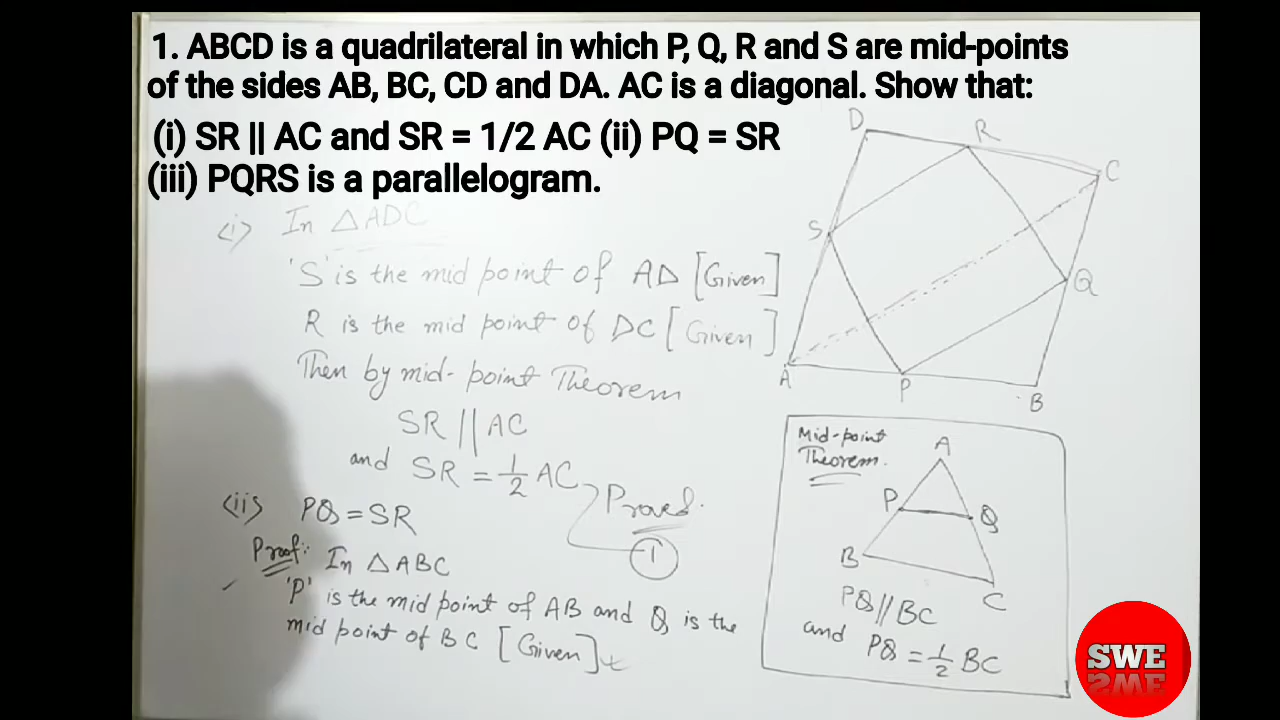 1. ABCD is a quadrilateral in which P, Q, R and S are mid-points
of the sides AB, BC, CD and DA. AC is a diagonal. Show that:
(i) SR || AC and SR = 1/2 AC (ii) PQ = SR
(iii) PQRS is a parallelogram.
<i> In △ADC
'S' is the mid point of AD [Given]
R is the mid point of DC [Given]
Then by mid-point Theorem
SR || AC
and SR = 1/2 AC
Proved.
1
<ii> PQ = SR
Proof: In △ABC
'P' is the mid point of AB and Q is the
mid point of BC [Given]
D
R
C
S
Q
A
P
B
Mid-point
Theorem.
A
P
Q
B
C
PQ // BC
and PQ = 1/2 BC
SWE